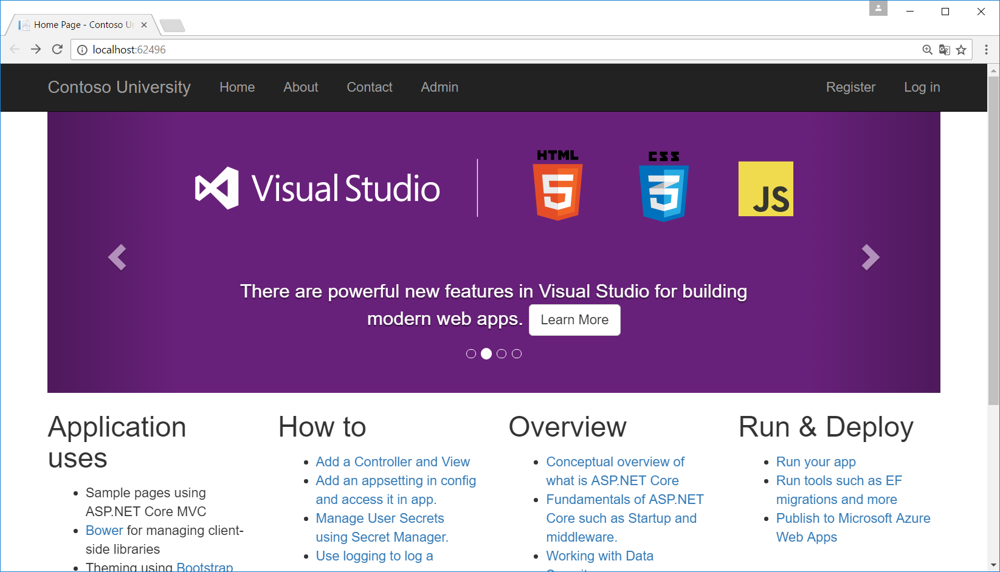 Home Page - Contoso U
localhost:62496
Contoso University Home About Contact Admin Register Log in
Visual Studio
HTML
5
CSS
3
JS
There are powerful new features in Visual Studio for building
modern web apps. Learn More
Application
uses
Sample pages using
ASP.NET Core MVC
Bower for managing client-
side libraries
Theming using Bootstrap
How to
Add a Controller and View
Add an appsetting in config
and access it in app.
Manage User Secrets
using Secret Manager.
Use logging to log a
Overview
Conceptual overview of
what is ASP.NET Core
Fundamentals of ASP.NET
Core such as Startup and
middleware.
Working with Data
Run & Deploy
Run your app
Run tools such as EF
migrations and more
Publish to Microsoft Azure
Web Apps